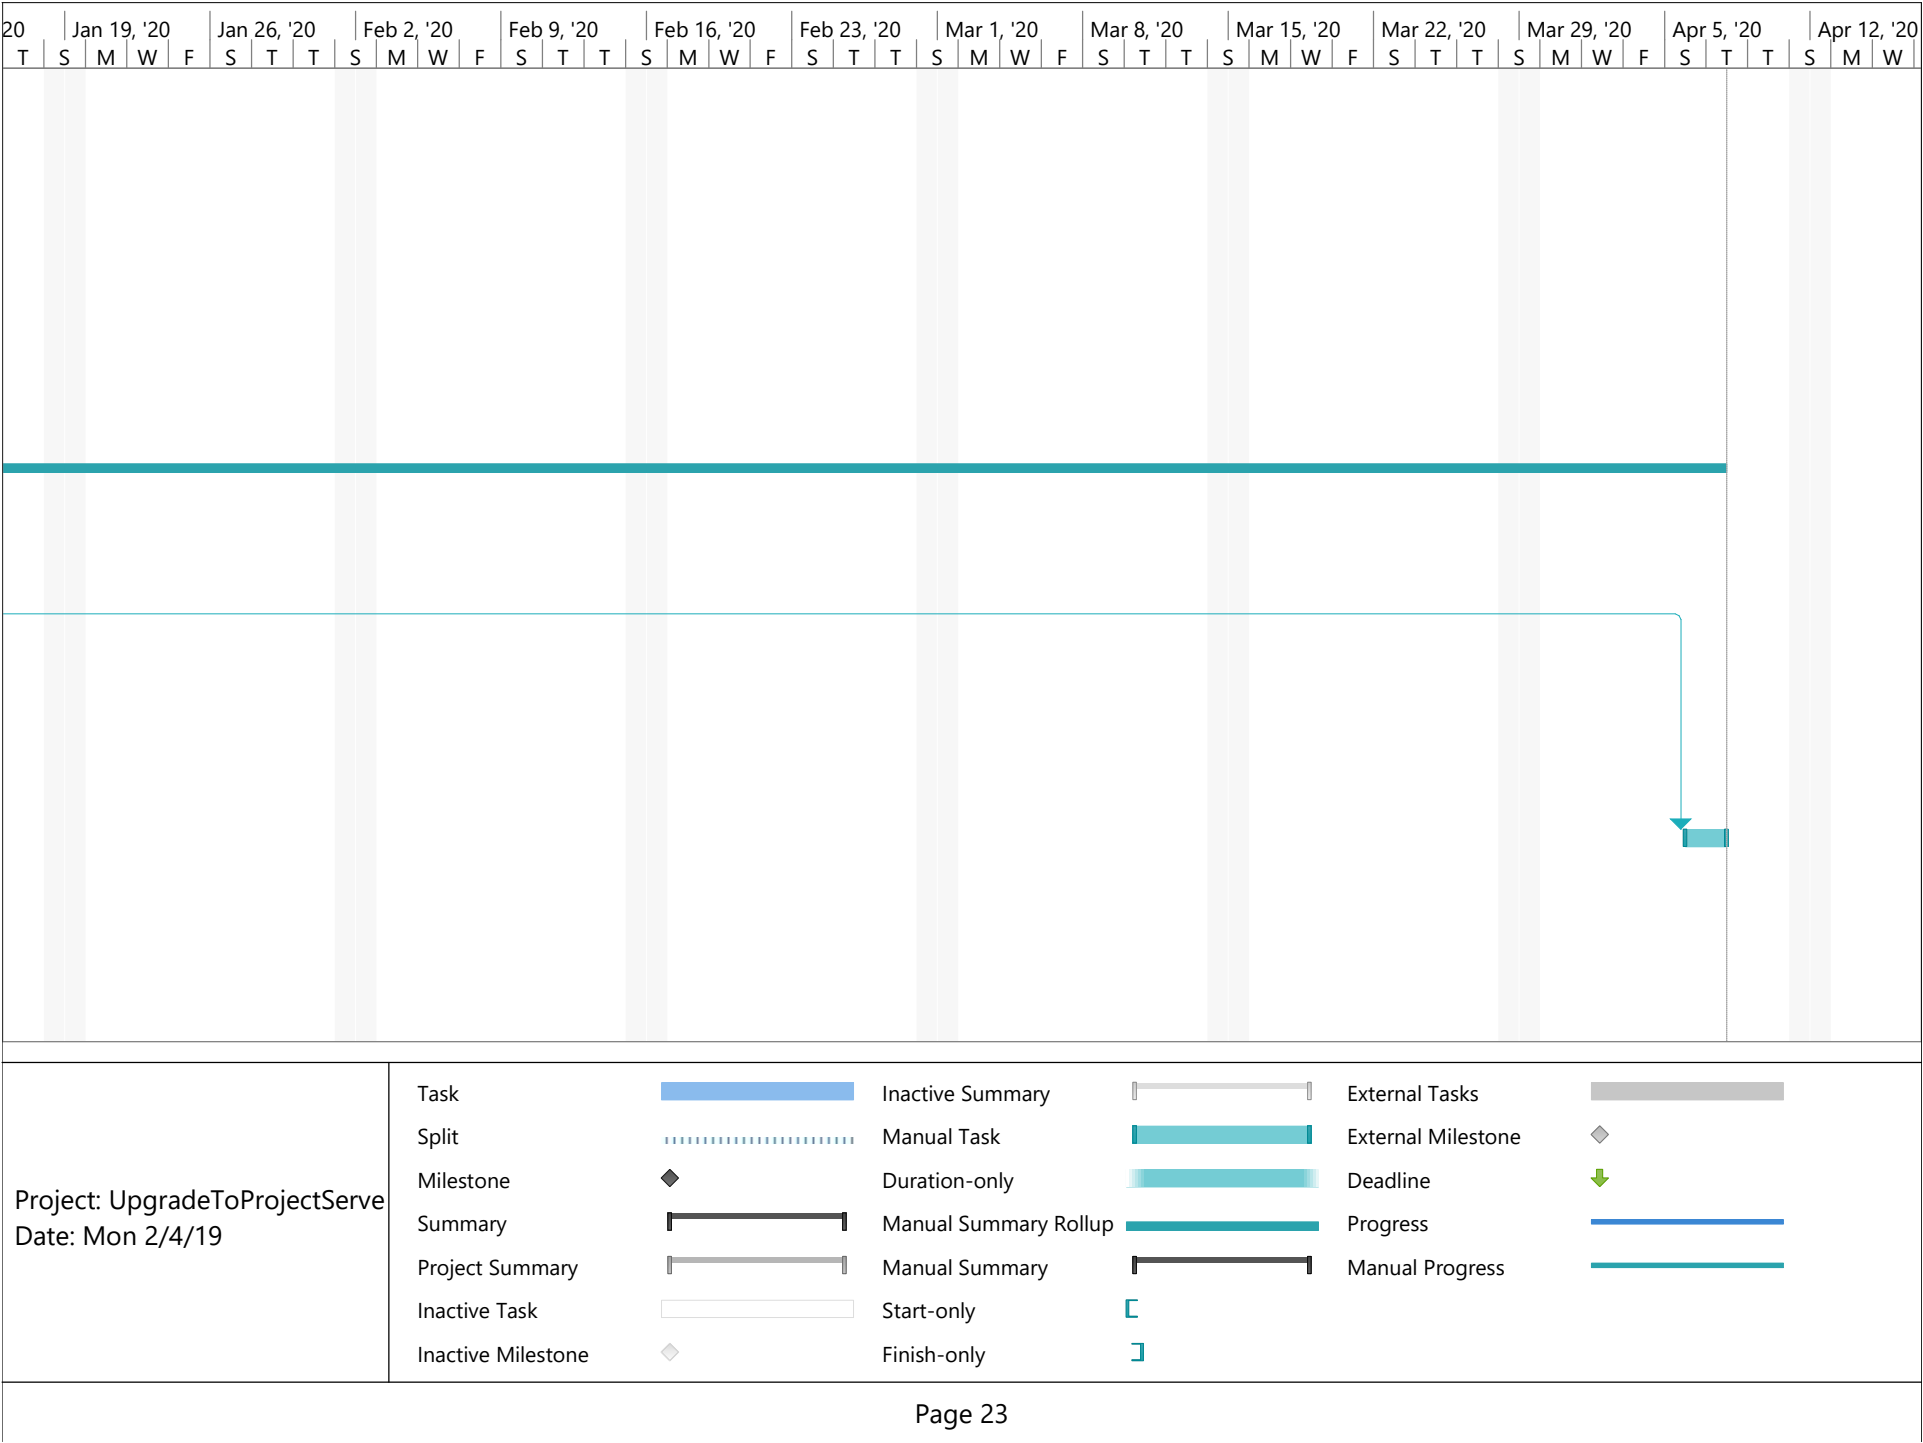 20 Jan 19, '20 Jan 26, '20 Feb 2, '20 Feb 9, '20 Feb 16, '20 Feb 23, '20 Mar 1, '20 Mar 8, '20 Mar 15, '20 Mar 22, '20 Mar 29, '20 Apr 5, '20 Apr 12, '20
T S M W F S T T S M W F S T T S M W F S T T S M W F S T T S M W F S T T S M W F S T T S M W
Project: UpgradeToProjectServe
Date: Mon 2/4/19
Task
Split
Milestone
Summary
Project Summary
Inactive Task
Inactive Milestone
Inactive Summary
Manual Task
Duration-only
Manual Summary Rollup
Manual Summary
Start-only
Finish-only
External Tasks
External Milestone
Deadline
Progress
Manual Progress
Page 23